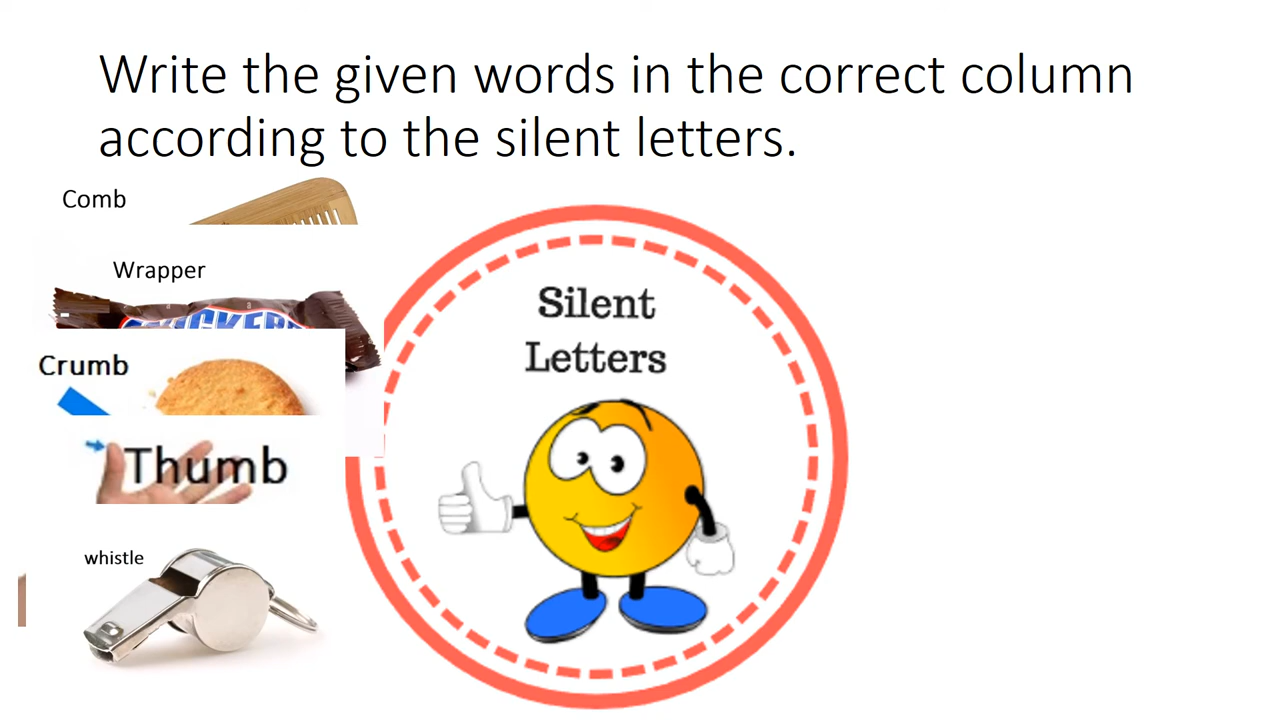 Write the given words in the correct column
according to the silent letters.
Comb
Wrapper
Crumb
Thumb
whistle
Silent
Letters